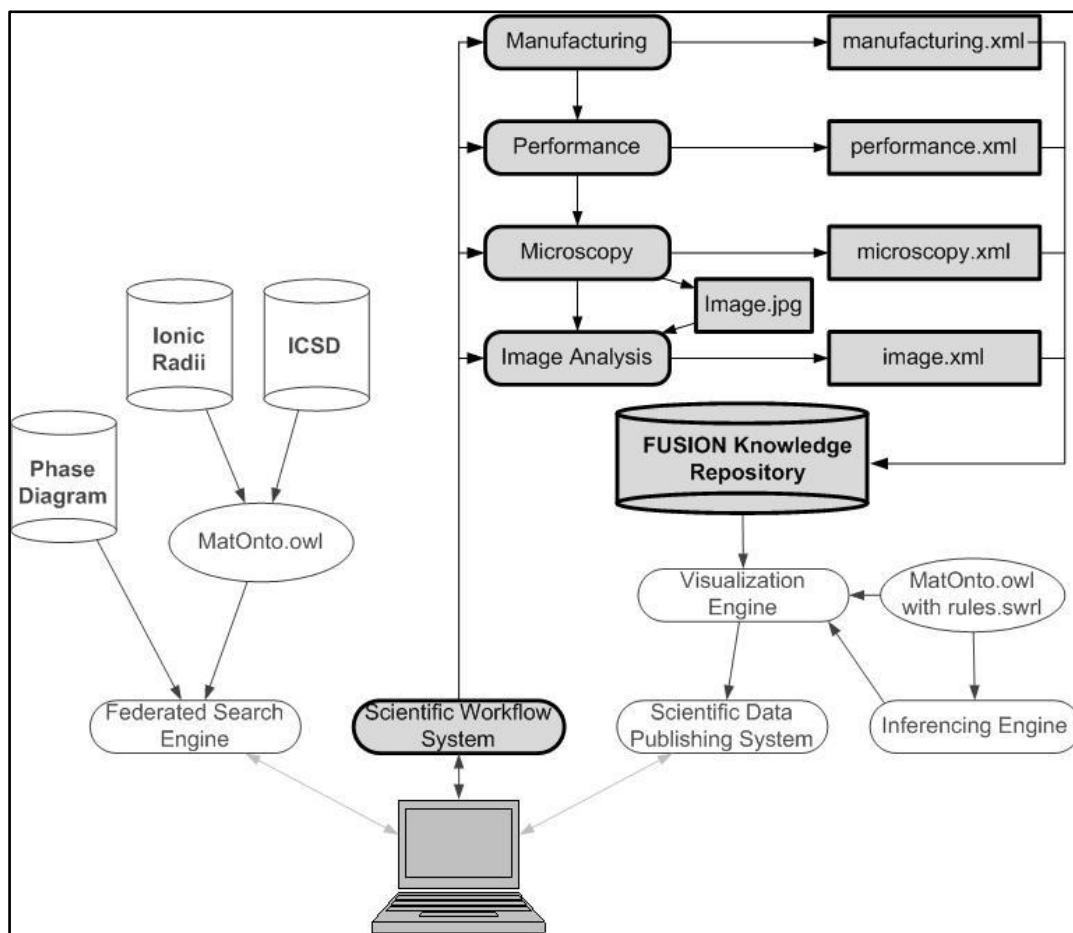 Manufacturing
manufacturing.xml
Performance
performance.xml
Microscopy
microscopy.xml
Image.jpg
Image Analysis
image.xml
Ionic
Radii
ICSD
Phase
Diagram
MatOnto.owl
FUSION Knowledge
Repository
Visualization
Engine
MatOnto.owl
with rules.swrl
Federated Search
Engine
Scientific Workflow
System
Scientific Data
Publishing System
Inferencing Engine